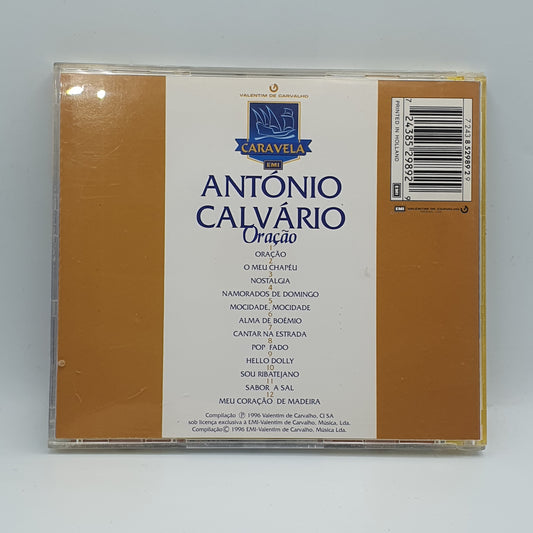 VALENTIM DE CARVALHO
CARAVELA
EMI
ANTÓNIO
CALVÁRIO
Oração
1
ORAÇÃO
2
O MEU CHAPÉU
3
NOSTALGIA
4
NAMORADOS DE DOMINGO
5
MOCIDADE, MOCIDADE
6
ALMA DE BOÉMIO
7
CANTAR NA ESTRADA
8
POP FADO
9
HELLO DOLLY
10
SOU RIBATEJANO
11
SABOR A SAL
12
MEU CORAÇÃO DE MADEIRA
Compilação Ⓟ 1996 Valentim de Carvalho, CI SA
sob licença exclusiva à EMI-Valentim de Carvalho, Música, Lda.
Compilação © 1996 EMI-Valentim de Carvalho, Música Lda.
PRINTED IN HOLLAND
EMI
7 24385 29892 9
7243 8 52989 2 9
EMI VALENTIM DE CARVALHO